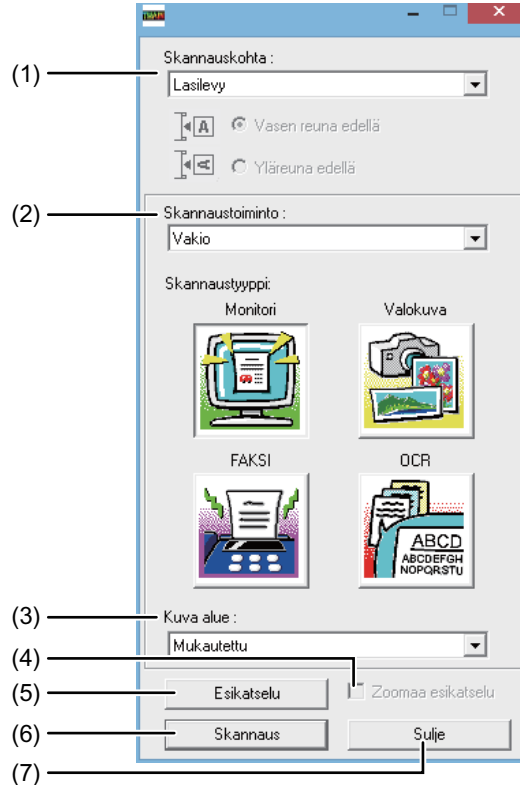 TWAIN
(1)
Skannauskohta :
Lasilevy
A
Vasen reuna edellä
A
Yläreuna edellä
(2)
Skannaustoiminto :
Vakio
Skannaustyyppi:
Monitori
Valokuva
FAKSI
OCR
ABCD
ABCDEFGH
NOPQRSTU
(3)
Kuva alue :
Mukautettu
(4)
Zoomaa esikatselu
(5)
Esikatselu
(6)
Skannaus
Sulje
(7)